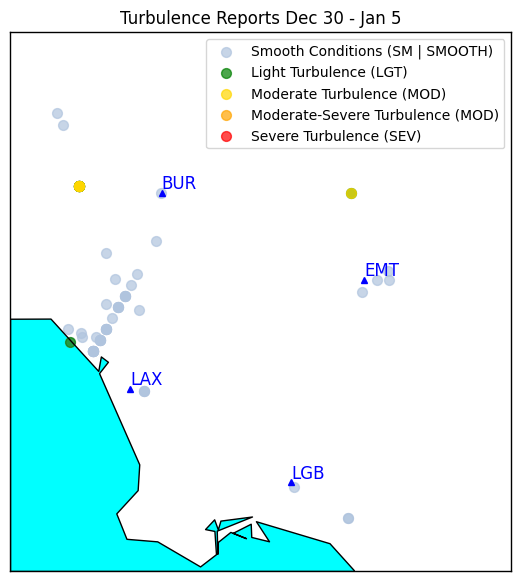 Turbulence Reports Dec 30 - Jan 5
Smooth Conditions (SM | SMOOTH)
Light Turbulence (LGT)
Moderate Turbulence (MOD)
Moderate-Severe Turbulence (MOD)
Severe Turbulence (SEV)
BUR
EMT
LAX
LGB